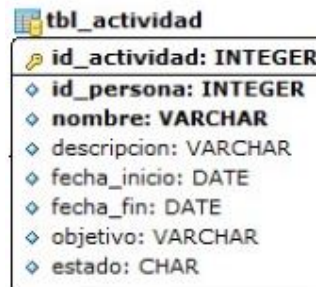 tbl_actividad
id_actividad: INTEGER
id_persona: INTEGER
nombre: VARCHAR
descripcion: VARCHAR
fecha_inicio: DATE
fecha_fin: DATE
objetivo: VARCHAR
estado: CHAR